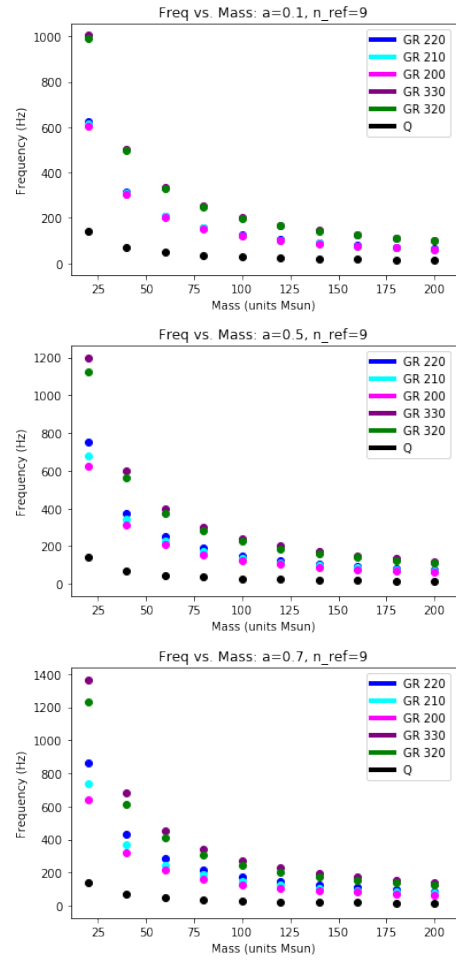 Freq vs. Mass: a=0.1, n_ref=9
1000
800
600
400
200
0
Frequency (Hz)
GR 220
GR 210
GR 200
GR 330
GR 320
Q
25 50 75 100 125 150 175 200
Mass (units Msun)
Freq vs. Mass: a=0.5, n_ref=9
1200
1000
800
600
400
200
0
Frequency (Hz)
GR 220
GR 210
GR 200
GR 330
GR 320
Q
25 50 75 100 125 150 175 200
Mass (units Msun)
Freq vs. Mass: a=0.7, n_ref=9
1400
1200
1000
800
600
400
200
0
Frequency (Hz)
GR 220
GR 210
GR 200
GR 330
GR 320
Q
25 50 75 100 125 150 175 200
Mass (units Msun)